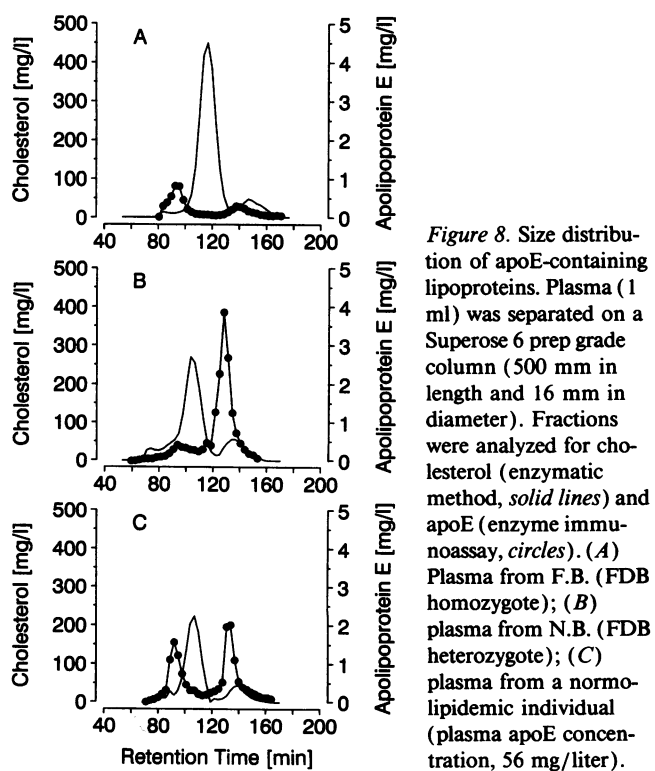 A
Cholesterol [mg/l]
500
400
300
200
100
0
5
4
3
2
1
0
Apolipoprotein E [mg/l]
40 80 120 160 200
B
Cholesterol [mg/l]
500
400
300
200
100
0
5
4
3
2
1
0
Apolipoprotein E [mg/l]
40 80 120 160 200
C
Cholesterol [mg/l]
500
400
300
200
100
0
5
4
3
2
1
0
Apolipoprotein E [mg/l]
40 80 120 160 200
Retention Time [min]
Figure 8. Size distribu-
tion of apoE-containing
lipoproteins. Plasma (1
ml) was separated on a
Superose 6 prep grade
column (500 mm in
length and 16 mm in
diameter). Fractions
were analyzed for cho-
lesterol (enzymatic
method, solid lines) and
apoE (enzyme immu-
noassay, circles). (A)
Plasma from F.B. (FDB
homozygote); (B)
plasma from N.B. (FDB
heterozygote); (C)
plasma from a normo-
lipidemic individual
(plasma apoE concen-
tration, 56 mg/liter).